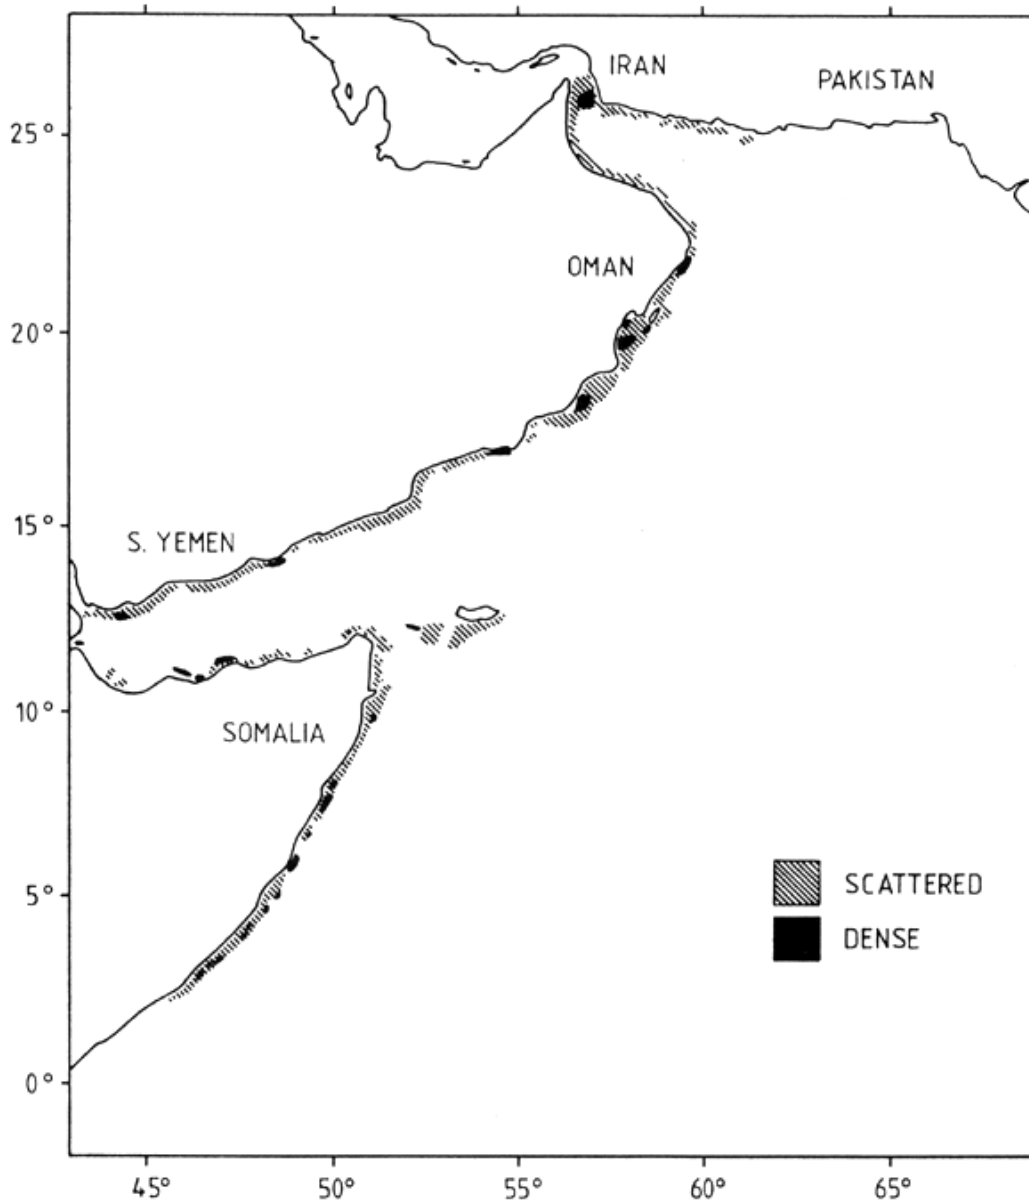 IRAN
PAKISTAN
25°
OMAN
20°
15°
S. YEMEN
10°
SOMALIA
SCATTERED
5°
DENSE
0°
45° 50° 55° 60° 65°